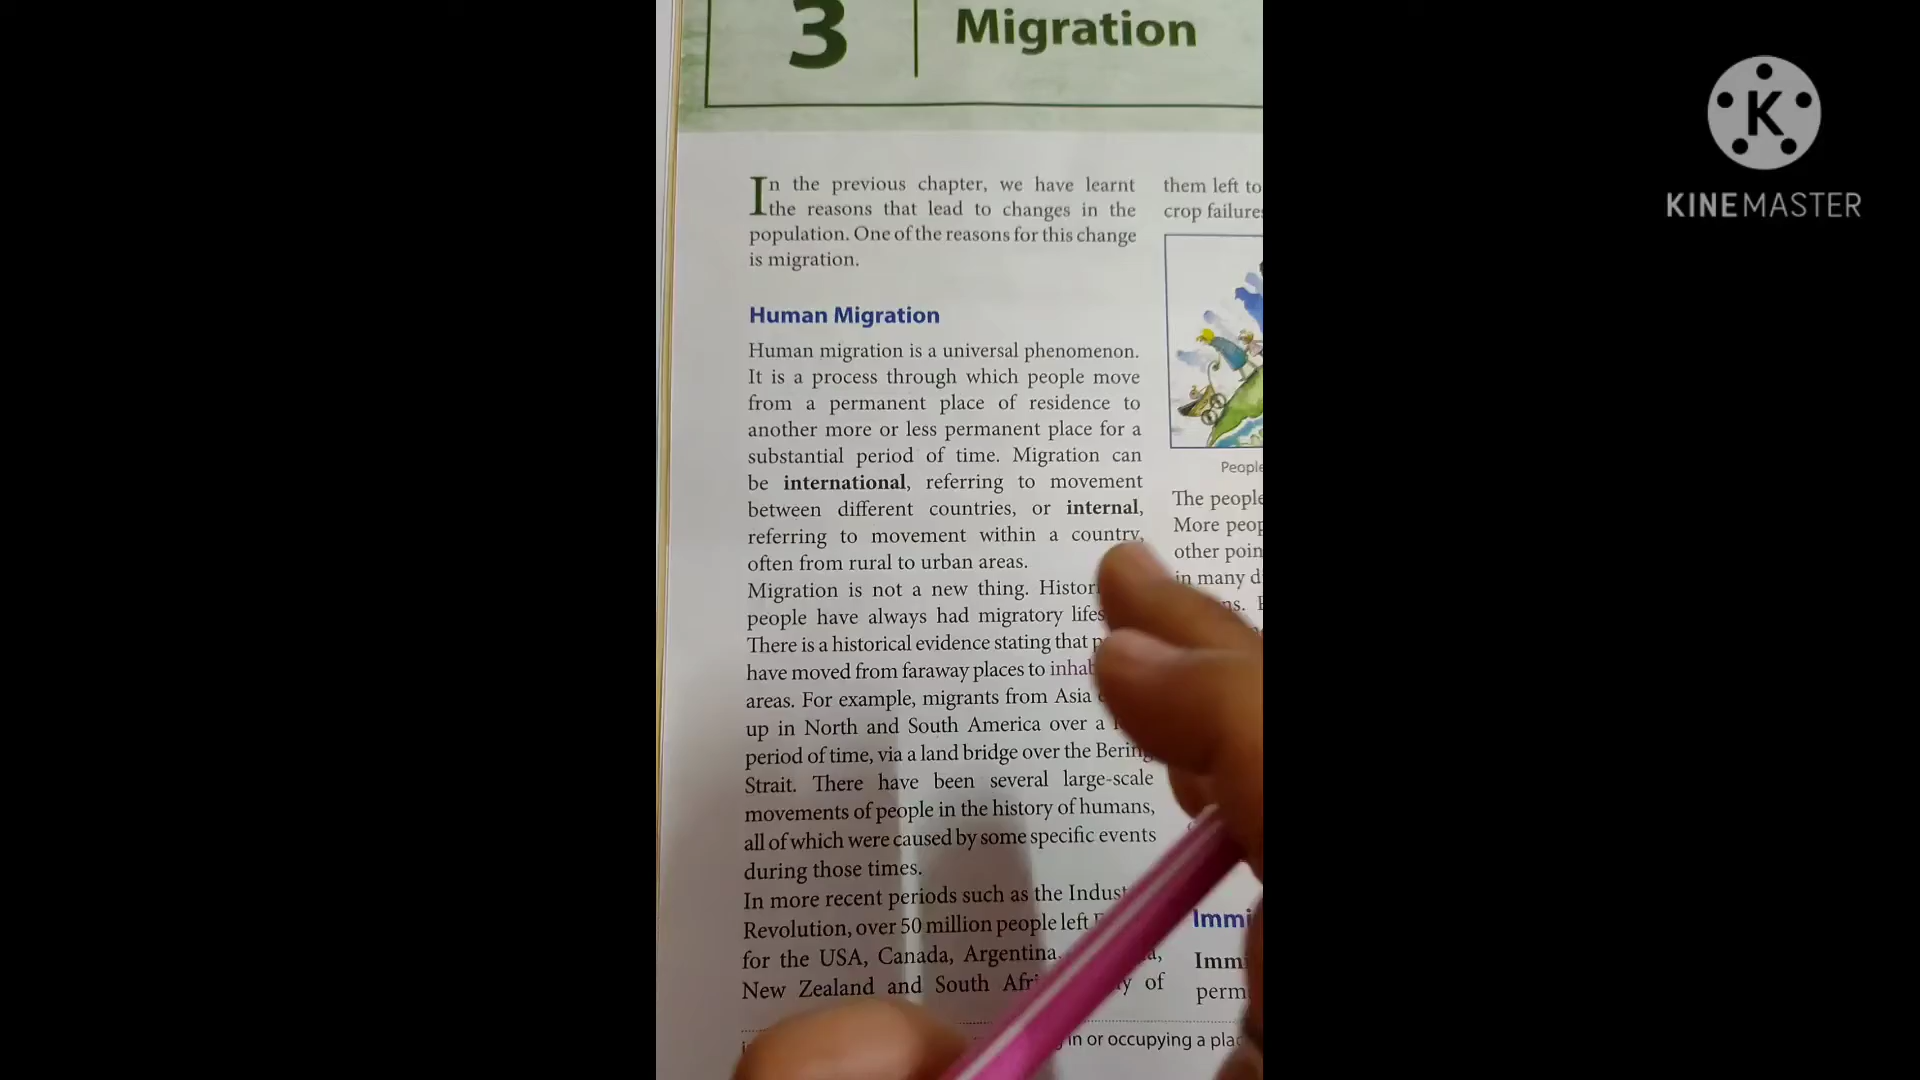 3
Migration
In the previous chapter, we have learnt
the reasons that lead to changes in the
population. One of the reasons for this change
is migration.
Human Migration
Human migration is a universal phenomenon.
It is a process through which people move
from a permanent place of residence to
another more or less permanent place for a
substantial period of time. Migration can
be international, referring to movement
between different countries, or internal,
referring to movement within a country,
often from rural to urban areas.
Migration is not a new thing.
people have always had migratory
There is a historical evidence stating that
have moved from faraway places to
areas. For example, migrants from Asia
up in North and South America over a
period of time, via a land bridge over the Bering
Strait. There have been several large-scale
movements of people in the history of humans,
all of which were caused by some specific events
during those times.
In more recent periods such as the
Revolution, over 50 million people left
for the USA, Canada, Argentina,
New Zealand and South of
them left to
crop
People
The people
More
other
in many
in or occupying a
KINEMASTER